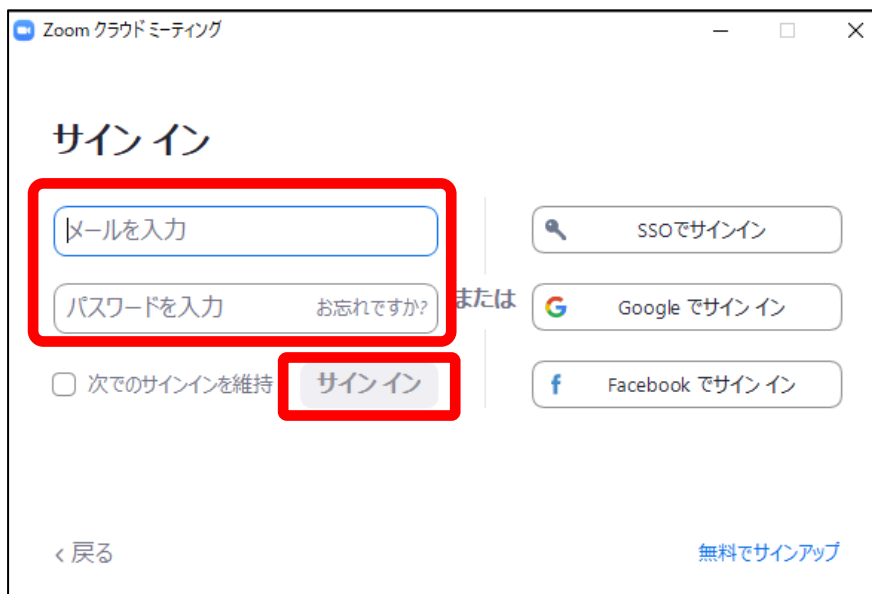 Zoom クラウド ミーティング
サイン イン
メールを入力
パスワードを入力 お忘れですか?
次でのサインインを維持 サイン イン
または
SSOでサインイン
Google でサイン イン
Facebook でサイン イン
‹ 戻る
無料でサインアップ